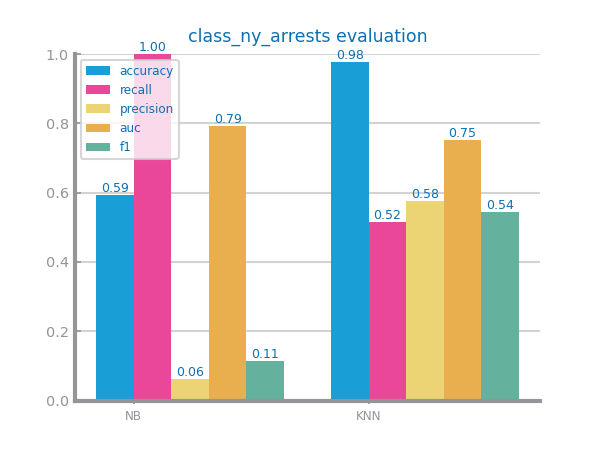 class_ny_arrests evaluation
1.0
0.8
0.6
0.4
0.2
0.0
accuracy
recall
precision
auc
f1
0.59
1.00
0.06
0.79
0.11
0.98
0.52
0.58
0.75
0.54
NB
KNN